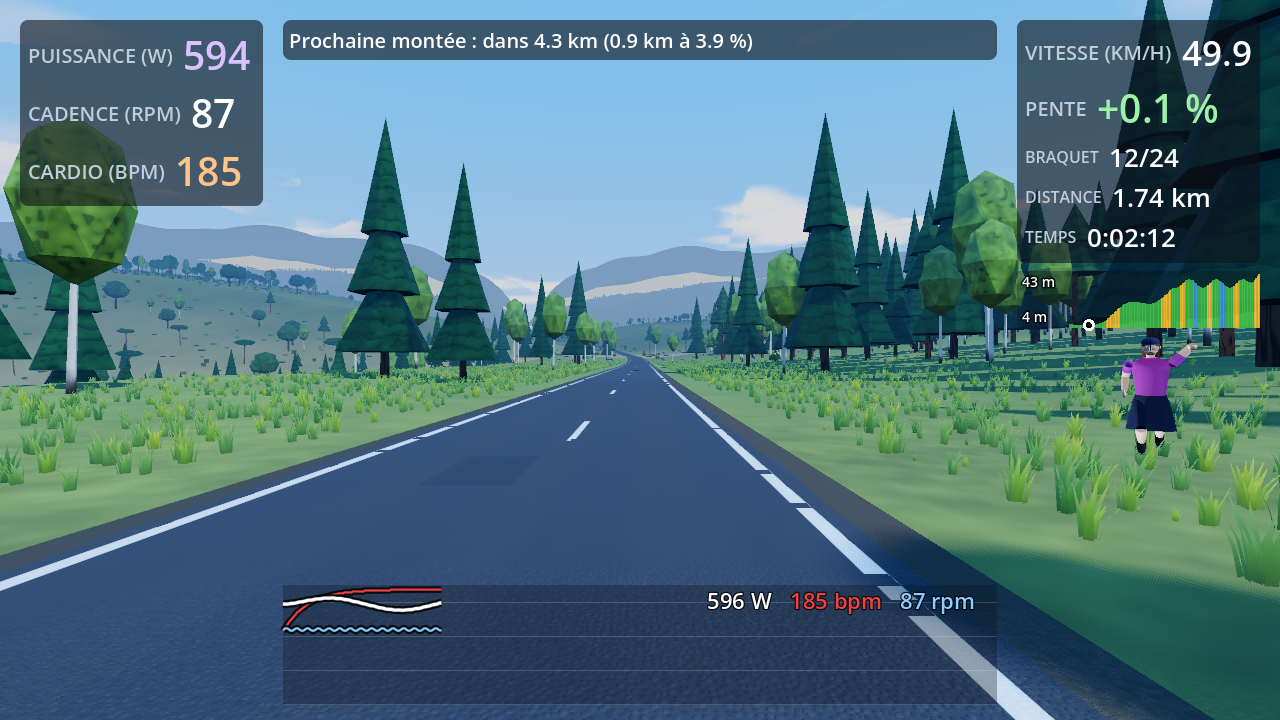 PUISSANCE (W) 594
CADENCE (RPM) 87
CARDIO (BPM) 185
Prochaine montée : dans 4.3 km (0.9 km à 3.9 %)
VITESSE (KM/H) 49.9
PENTE +0.1 %
BRAQUET 12/24
DISTANCE 1.74 km
TEMPS 0:02:12
43 m
4 m
596 W 185 bpm 87 rpm